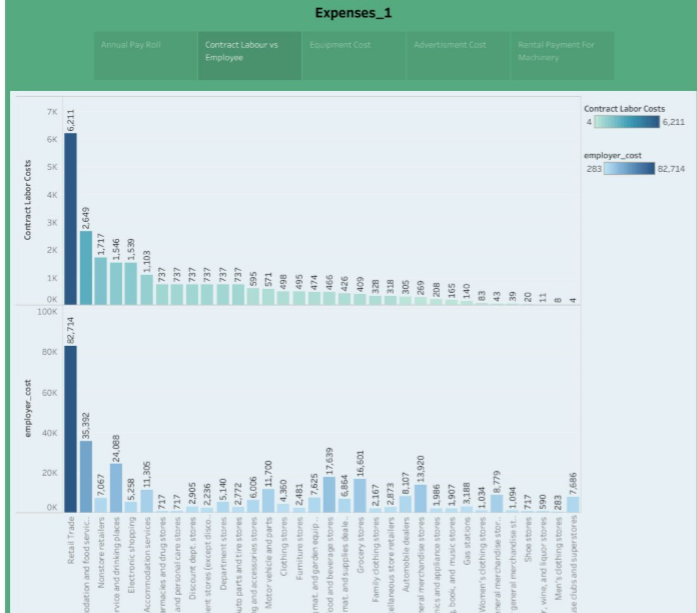 Expenses_1
Annual Pay Roll
Contract Labour vs
Employee
Equipment Cost
Advertisment Cost
Rental Payment For
Machinery
Contract Labor Costs
4 6,211
employer_cost
283 82,714
Contract Labor Costs
7K
6K
5K
4K
3K
2K
1K
0K
6,211
2,649
1,717
1,546
1,539
1,103
737
737
737
737
737
737
595
571
498
495
474
466
426
409
328
318
305
269
208
165
140
83
43
39
20
11
8
4
employer_cost
100K
80K
60K
40K
20K
0K
82,714
35,392
7,067
24,088
5,258
11,305
717
717
2,905
2,236
5,140
2,772
6,006
11,700
4,360
2,481
7,625
17,639
6,864
16,601
2,167
2,873
8,107
13,920
1,986
1,907
3,188
1,034
8,779
1,094
717
590
283
7,686
Retail Trade
odation and food servic..
Nonstore retailers
rvice and drinking places
Electronic shopping
Accommodation services
rmacies and drug stores
and personal care stores
Discount dept. stores
ent stores (except disco..
Department stores
uto parts and tire stores
g and accessories stores
Motor vehicle and parts
Clothing stores
Furniture stores
mat. and garden equip..
ood and beverage stores
mat. and supplies deale..
Grocery stores
Family clothing stores
ellaneous store retailers
Automobile dealers
neral merchandise stores
nics and appliance stores
, book, and music stores
Gas stations
Women's clothing stores
eneral merchandise stor..
general merchandise st..
Shoe stores
, wine, and liquor stores
Men's clothing stores
use clubs and superstores